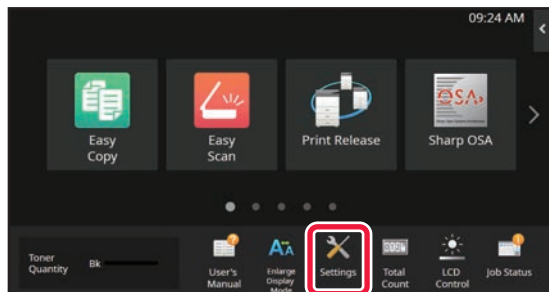 09:24 AM
Easy
Copy
Easy
Scan
Print Release
OSA
Sharp OSA
Toner
Quantity
Bk
User's
Manual
AA
Enlarge
Display
Mode
Settings
Total
Count
LCD
Control
Job Status